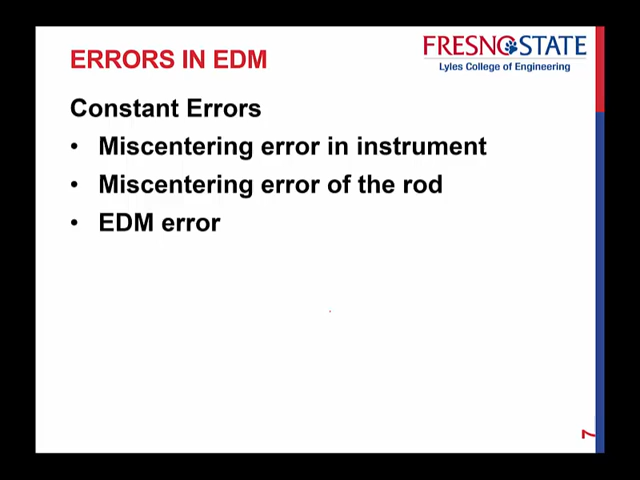 ERRORS IN EDM
FRESNO STATE
Lyles College of Engineering
Constant Errors
• Miscentering error in instrument
• Miscentering error of the rod
• EDM error
7